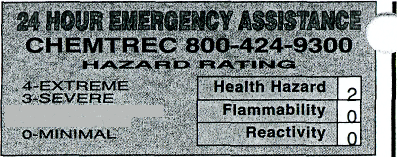 24 HOUR EMERGENCY ASSISTANCE
CHEMTREC 800-424-9300
HAZARD RATING
4-EXTREME
3-SEVERE
0-MINIMAL
Health Hazard 2
Flammability 0
Reactivity 0